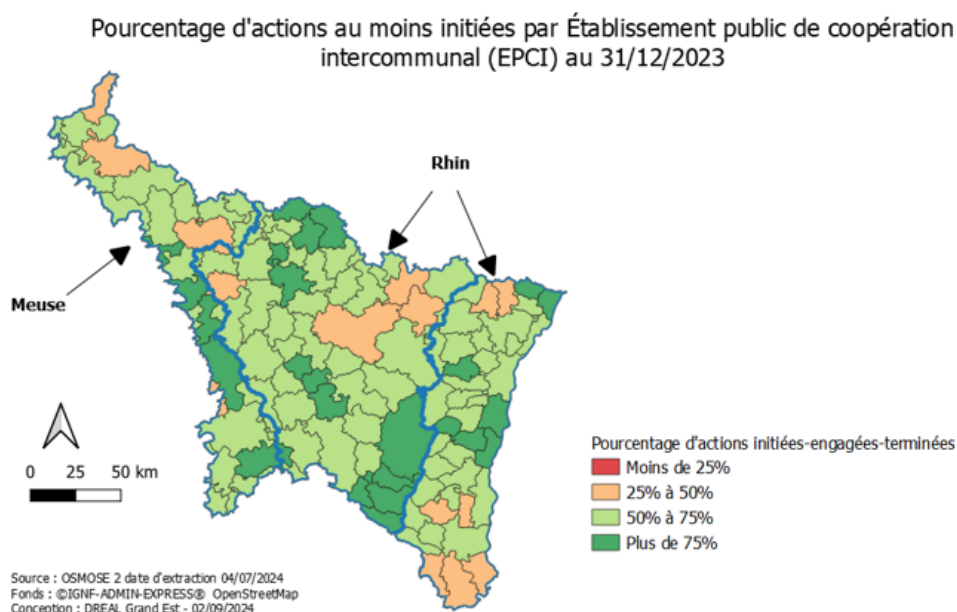 Pourcentage d'actions au moins initiées par Établissement public de coopération
intercommunal (EPCI) au 31/12/2023
Rhin
Meuse
0 25 50 km
Pourcentage d'actions initiées-engagées-terminées
Moins de 25%
25% à 50%
50% à 75%
Plus de 75%
Source : OSMOSE 2 date d'extraction 04/07/2024
Fonds : ©IGNF-ADMIN-EXPRESS® OpenStreetMap
Conception : DREAL Grand Est - 02/09/2024